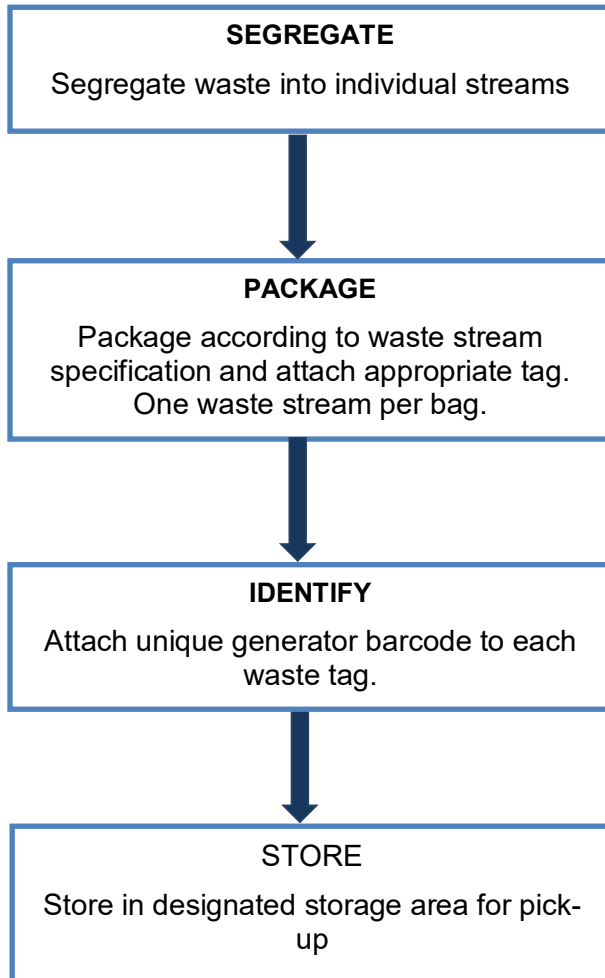 SEGREGATE
Segregate waste into individual streams
PACKAGE
Package according to waste stream
specification and attach appropriate tag.
One waste stream per bag.
IDENTIFY
Attach unique generator barcode to each
waste tag.
STORE
Store in designated storage area for pick-
up